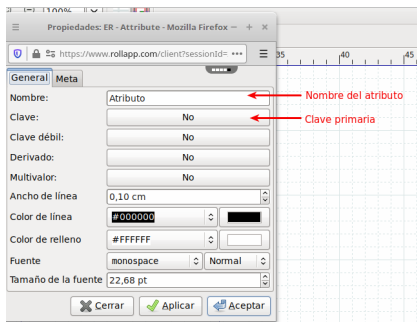 100%
Propiedades: ER - Attribute - Mozilla Firefox
https://www.rollapp.com/client?sessionId=
35 40 45
General Meta
Nombre: Atributo
Nombre del atributo
Clave: No
Clave primaria
Clave débil: No
Derivado: No
Multivalor: No
Ancho de línea 0,10 cm
Color de línea #000000
Color de relleno #FFFFFF
Fuente monospace Normal
Tamaño de la fuente 22,68 pt
Cerrar Aplicar Aceptar